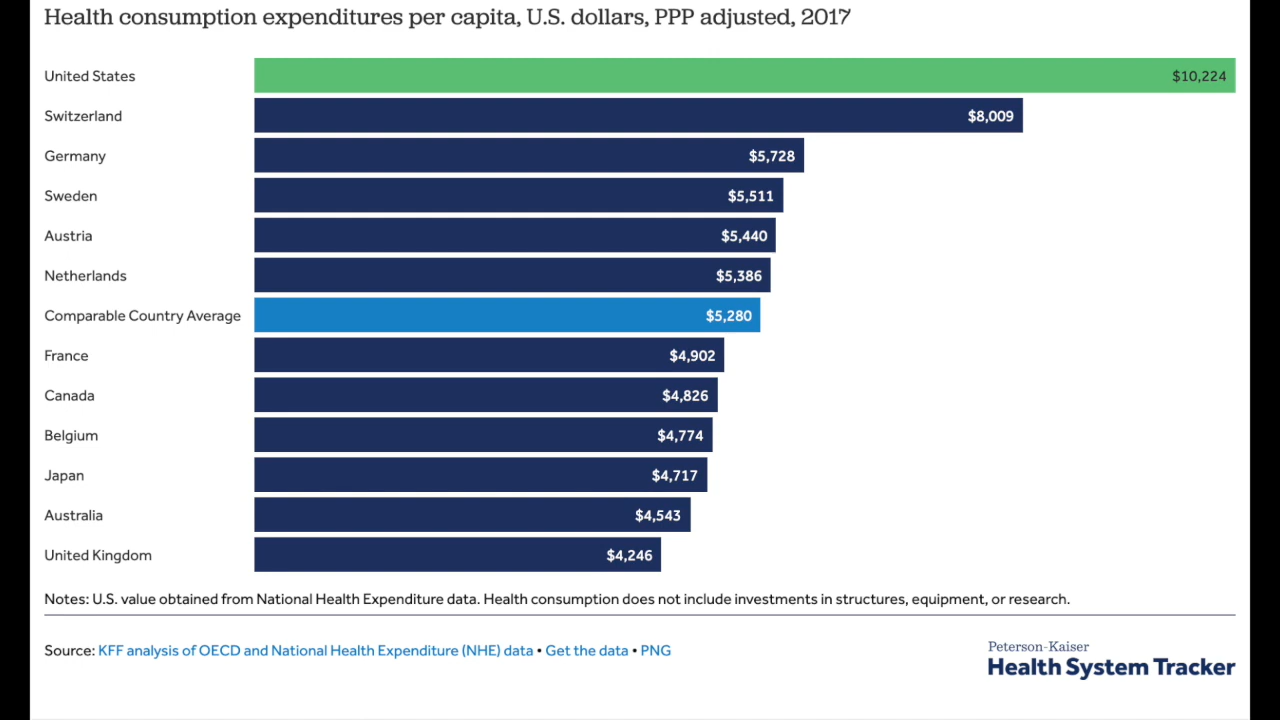 Health consumption expenditures per capita, U.S. dollars, PPP adjusted, 2017
United States $10,224
Switzerland $8,009
Germany $5,728
Sweden $5,511
Austria $5,440
Netherlands $5,386
Comparable Country Average $5,280
France $4,902
Canada $4,826
Belgium $4,774
Japan $4,717
Australia $4,543
United Kingdom $4,246
Notes: U.S. value obtained from National Health Expenditure data. Health consumption does not include investments in structures, equipment, or research.
Source: KFF analysis of OECD and National Health Expenditure (NHE) data • Get the data • PNG
Peterson-Kaiser
Health System Tracker